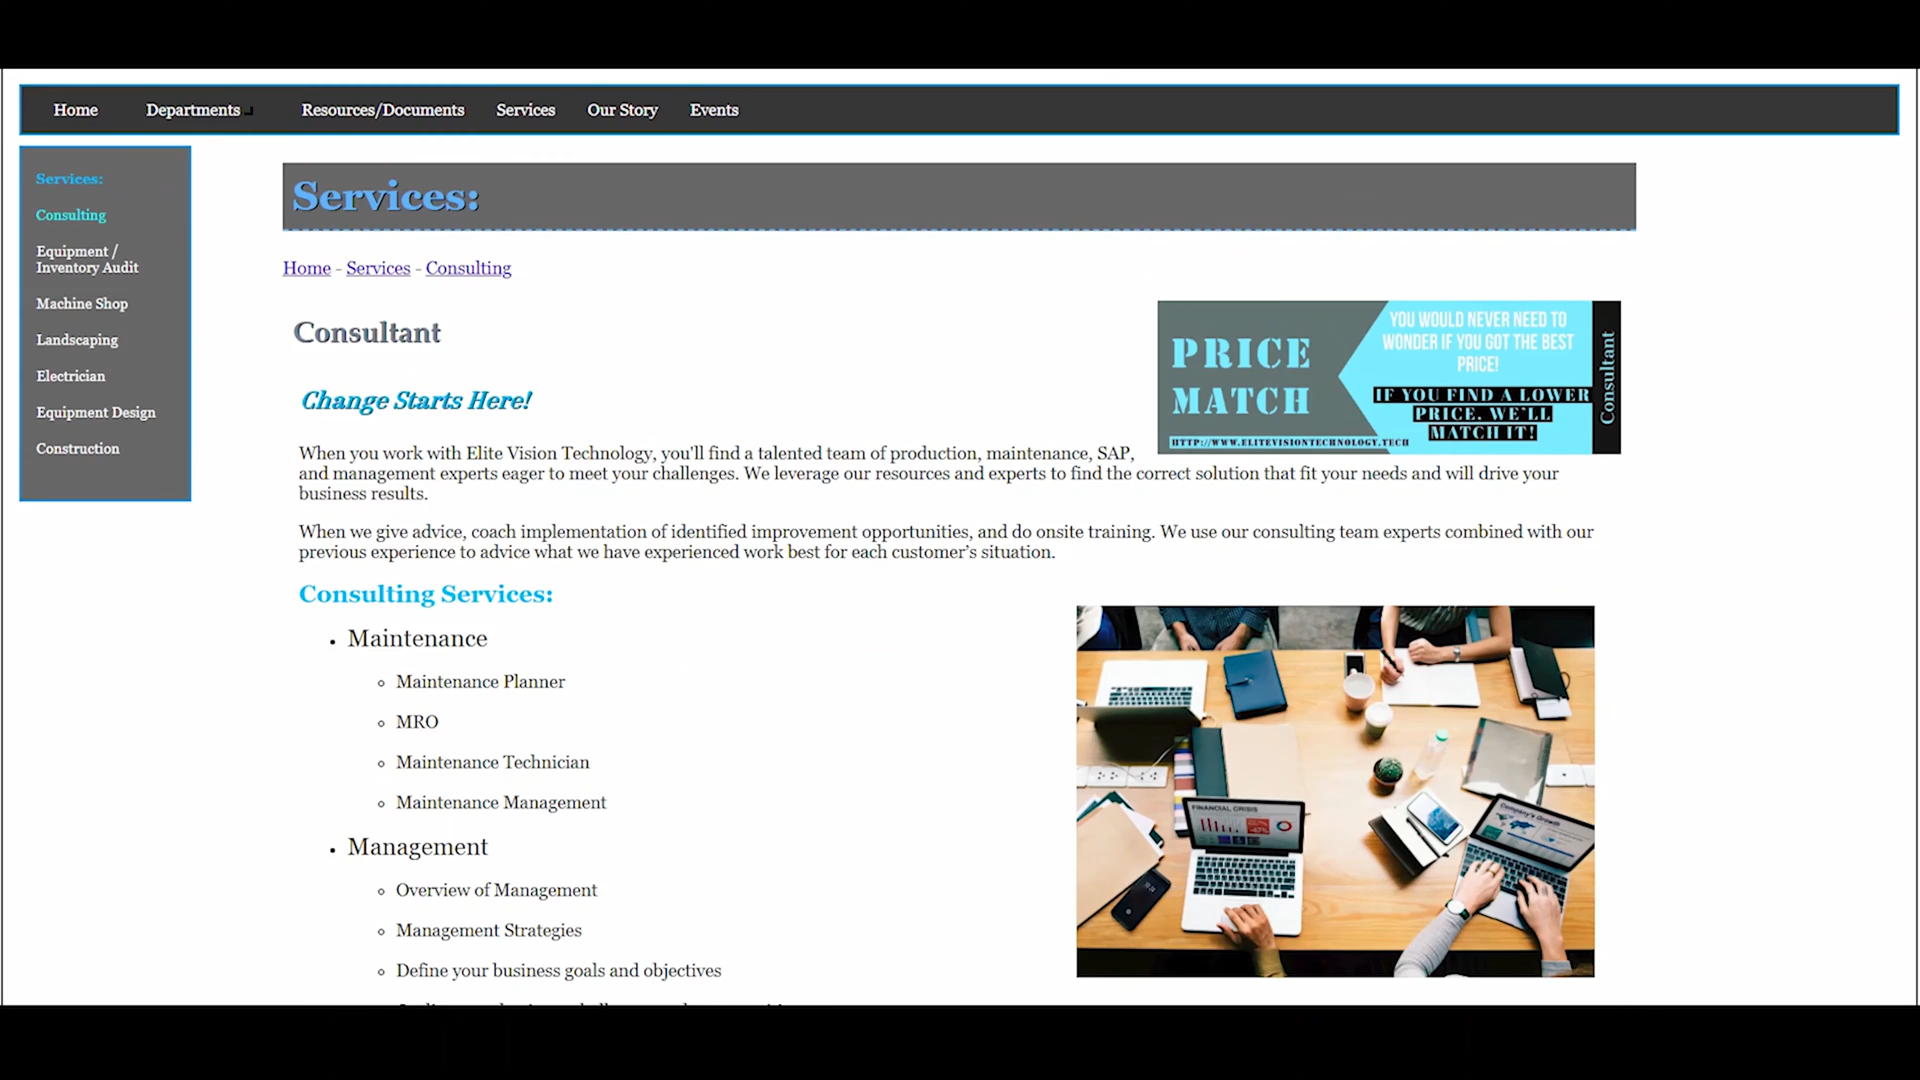 Home Departments Resources/Documents Services Our Story Events
Services:
Consulting
Equipment /
Inventory Audit
Machine Shop
Landscaping
Electrician
Equipment Design
Construction
Services:
Home - Services - Consulting
Consultant
PRICE
MATCH
HTTP://WWW.ELITEVISIONTECHNOLOGY.TECH
YOU WOULD NEVER NEED TO
WONDER IF YOU GOT THE BEST
PRICE!
IF YOU FIND A LOWER
PRICE, WE'LL
MATCH IT!
Consultant
Change Starts Here!
When you work with Elite Vision Technology, you'll find a talented team of production, maintenance, SAP,
and management experts eager to meet your challenges. We leverage our resources and experts to find the correct solution that fit your needs and will drive your
business results.
When we give advice, coach implementation of identified improvement opportunities, and do onsite training. We use our consulting team experts combined with our
previous experience to advice what we have experienced work best for each customer's situation.
Consulting Services:
Maintenance
Maintenance Planner
MRO
Maintenance Technician
Maintenance Management
Management
Overview of Management
Management Strategies
Define your business goals and objectives
FINANCIAL CRISIS
-47%
Company's Growth